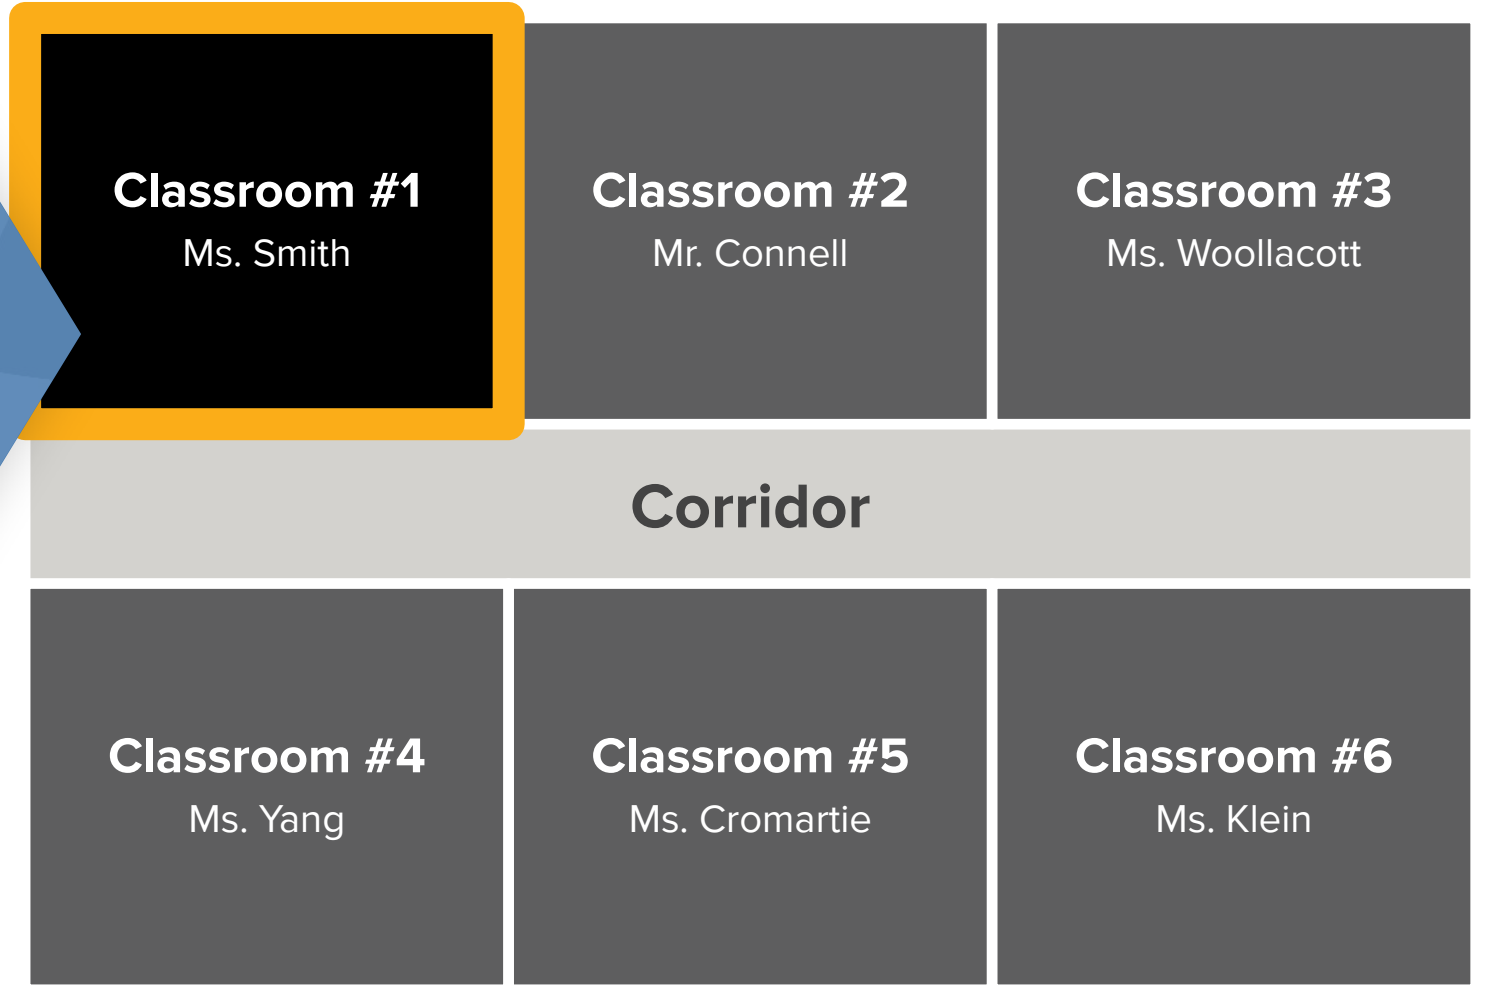 Classroom #1
Ms. Smith
Classroom #2
Mr. Connell
Classroom #3
Ms. Woollacott
Corridor
Classroom #4
Ms. Yang
Classroom #5
Ms. Cromartie
Classroom #6
Ms. Klein